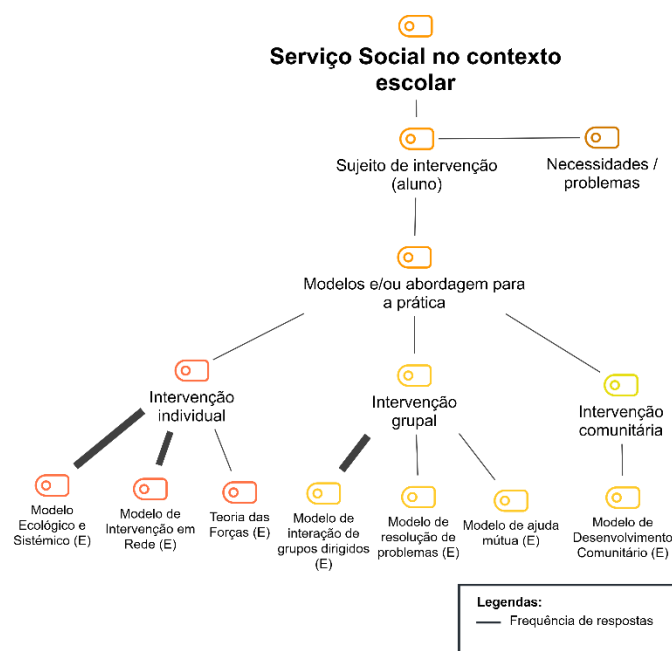 Serviço Social no contexto
escolar
Sujeito de intervenção
(aluno)
Necessidades /
problemas
Modelos e/ou abordagem para
a prática
Intervenção
individual
Intervenção
grupal
Intervenção
comunitária
Modelo
Ecológico e
Sistémico (E)
Modelo de
Intervenção em
Rede (E)
Teoria das
Forças (E)
Modelo de
interação de
grupos dirigidos
(E)
Modelo de
resolução de
problemas (E)
Modelo de ajuda
mútua (E)
Modelo de
Desenvolvimento
Comunitário (E)
Legendas:
Frequência de respostas